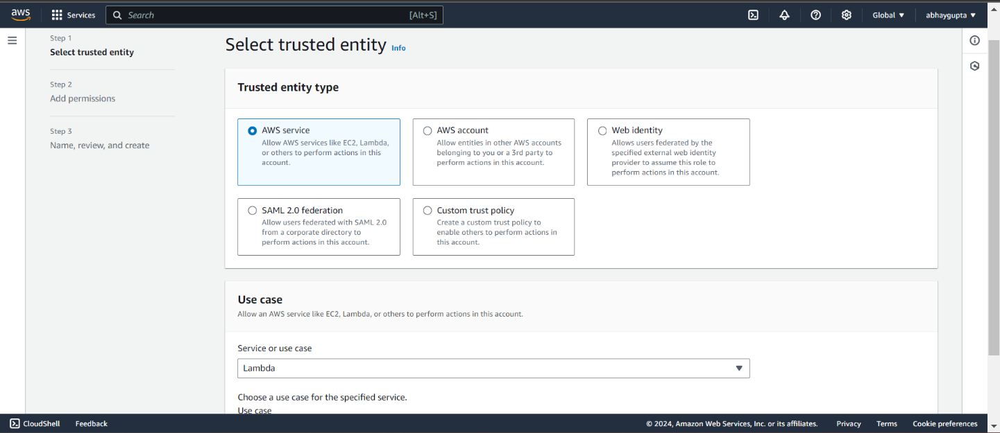 aws
Services
Search
[Alt+S]
Global
abhaygupta
Step 1
Select trusted entity
Step 2
Add permissions
Step 3
Name, review, and create
Select trusted entity
Info
Trusted entity type
AWS service
Allow AWS services like EC2, Lambda,
or others to perform actions in this
account.
AWS account
Allow entities in other AWS accounts
belonging to you or a 3rd party to
perform actions in this account.
Web identity
Allows users federated by the
specified external web identity
provider to assume this role to
perform actions in this account.
SAML 2.0 federation
Allow users federated with SAML 2.0
from a corporate directory to
perform actions in this account.
Custom trust policy
Create a custom trust policy to
enable others to perform actions in
this account.
Use case
Allow an AWS service like EC2, Lambda, or others to perform actions in this account.
Service or use case
Lambda
Choose a use case for the specified service.
Use case
CloudShell
Feedback
© 2024, Amazon Web Services, Inc. or its affiliates.
Privacy
Terms
Cookie preferences